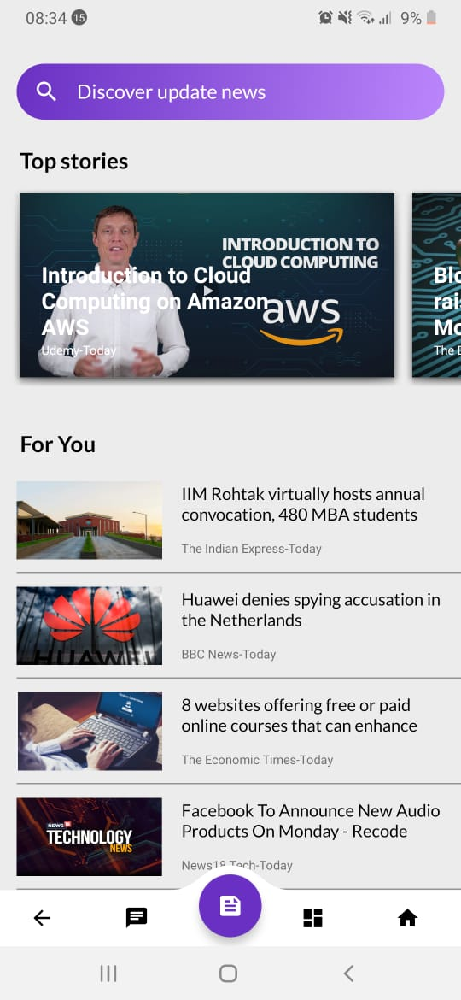 08:34 15 9%
Discover update news
Top stories
INTRODUCTION TO
CLOUD COMPUTING
aws
Introduction to Cloud
Computing on Amazon
AWS
Udemy-Today
Blo
rai
Mo
The E
For You
IIM Rohtak virtually hosts annual
convocation, 480 MBA students
The Indian Express-Today
HUAWEI
Huawei denies spying accusation in
the Netherlands
BBC News-Today
Online Learning
8 websites offering free or paid
online courses that can enhance
The Economic Times-Today
NEWS18
TECHNOLOGY
NEWS
Facebook To Announce New Audio
Products On Monday - Recode
News18 Tech-Today